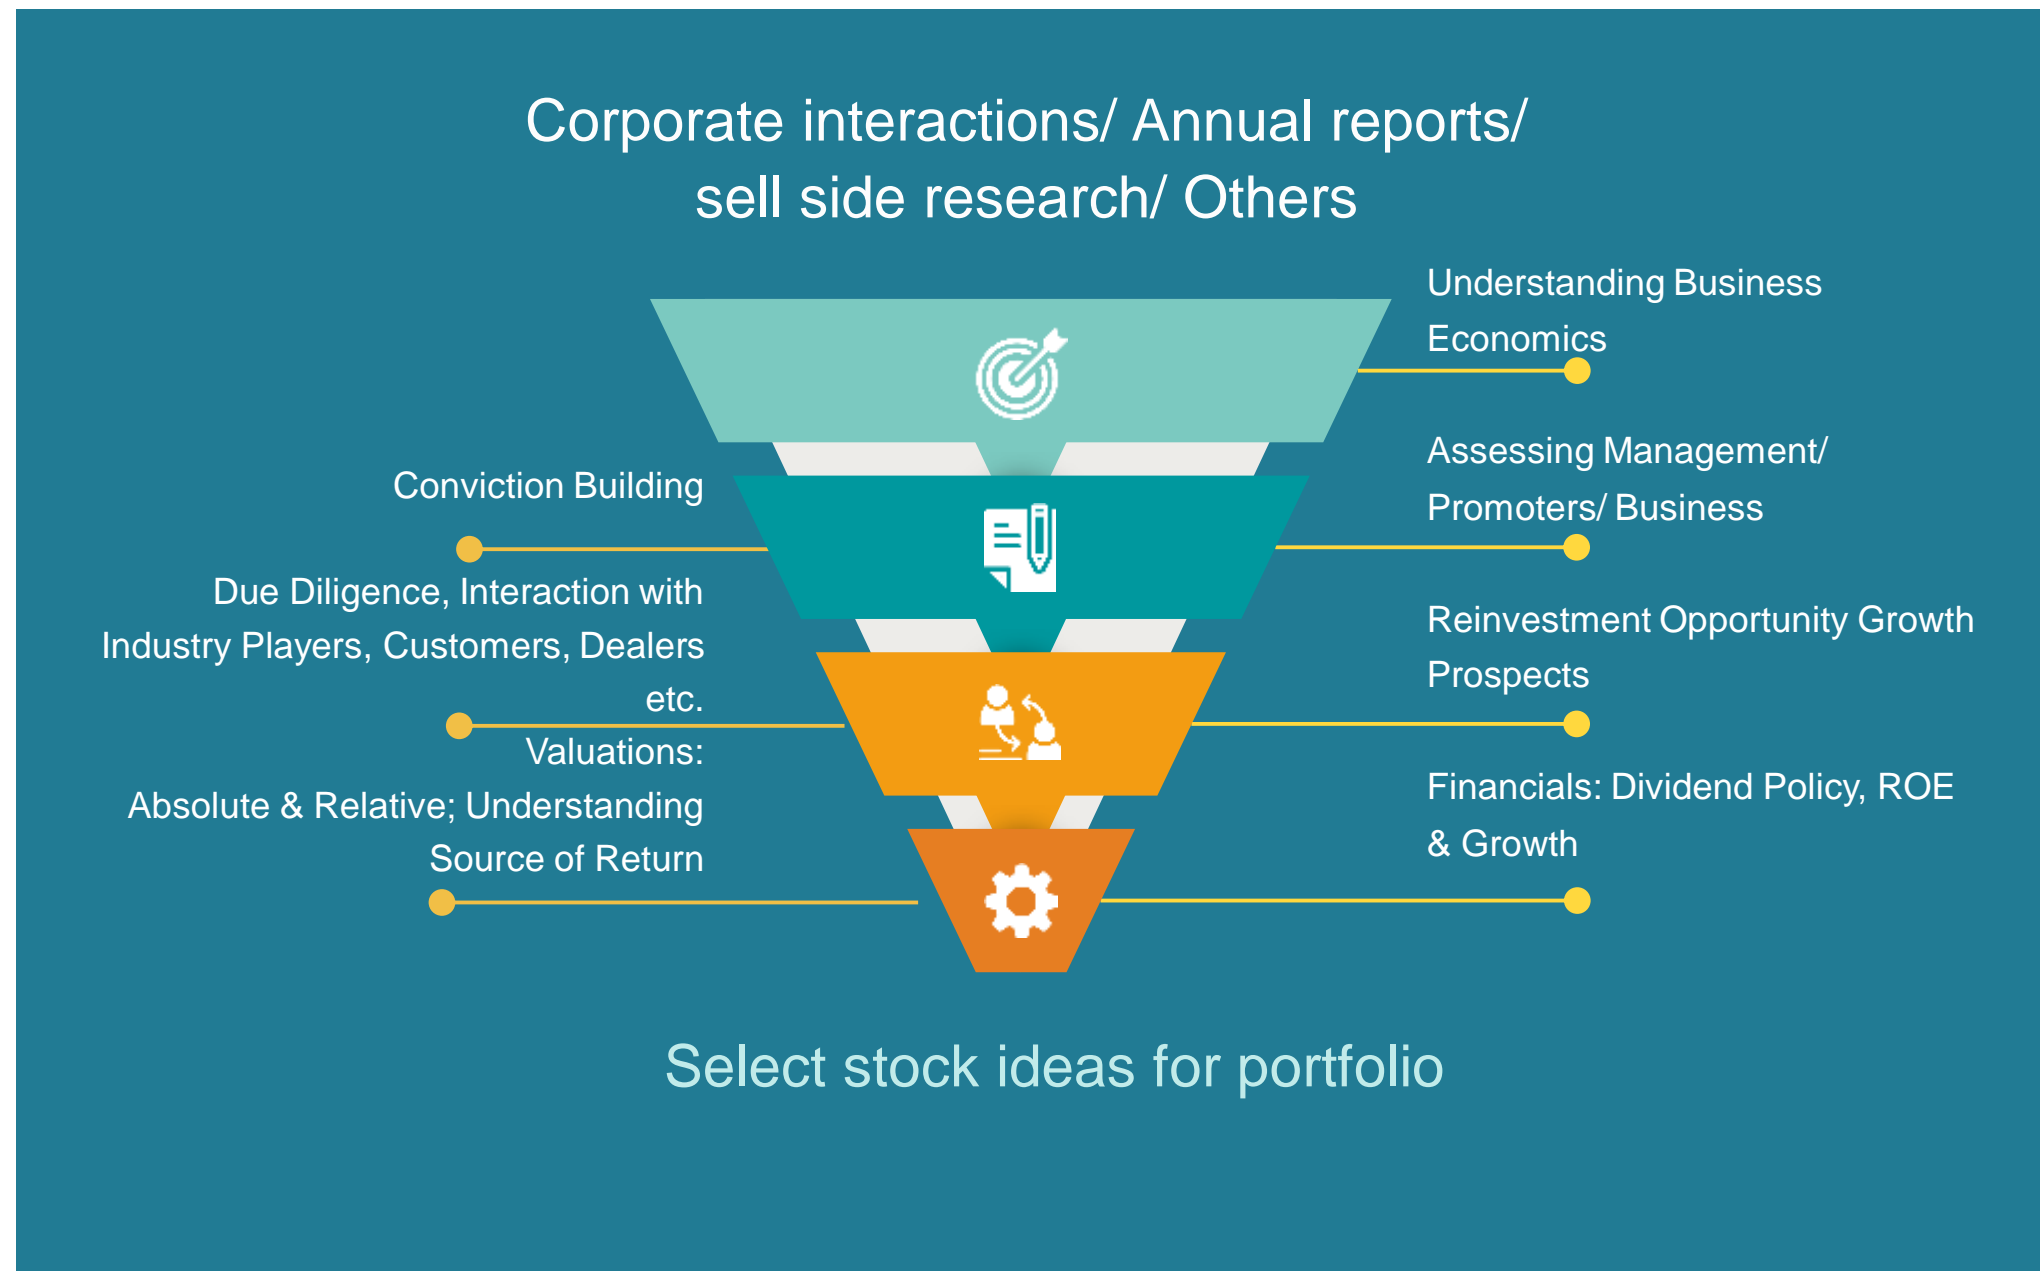 Corporate interactions/ Annual reports/
sell side research/ Others
Understanding Business
Economics
Conviction Building
Assessing Management/
Promoters/ Business
Due Diligence, Interaction with
Industry Players, Customers, Dealers
etc.
Reinvestment Opportunity Growth
Prospects
Valuations:
Absolute & Relative; Understanding
Source of Return
Financials: Dividend Policy, ROE
& Growth
Select stock ideas for portfolio